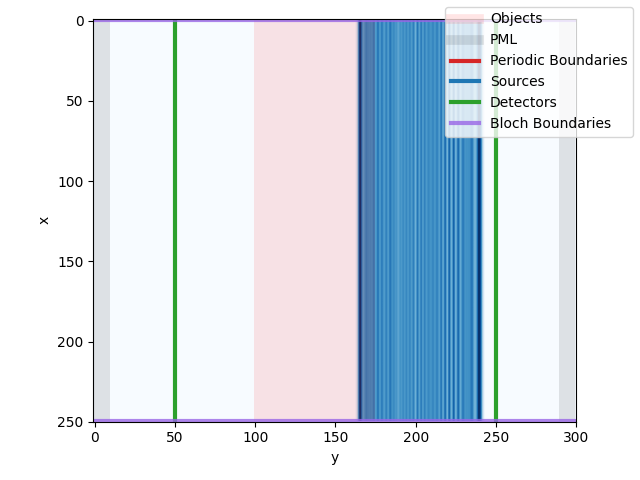 Objects
PML
Periodic Boundaries
Sources
Detectors
Bloch Boundaries
0
50
100
150
200
250
x
0
50
100
150
200
250
300
y